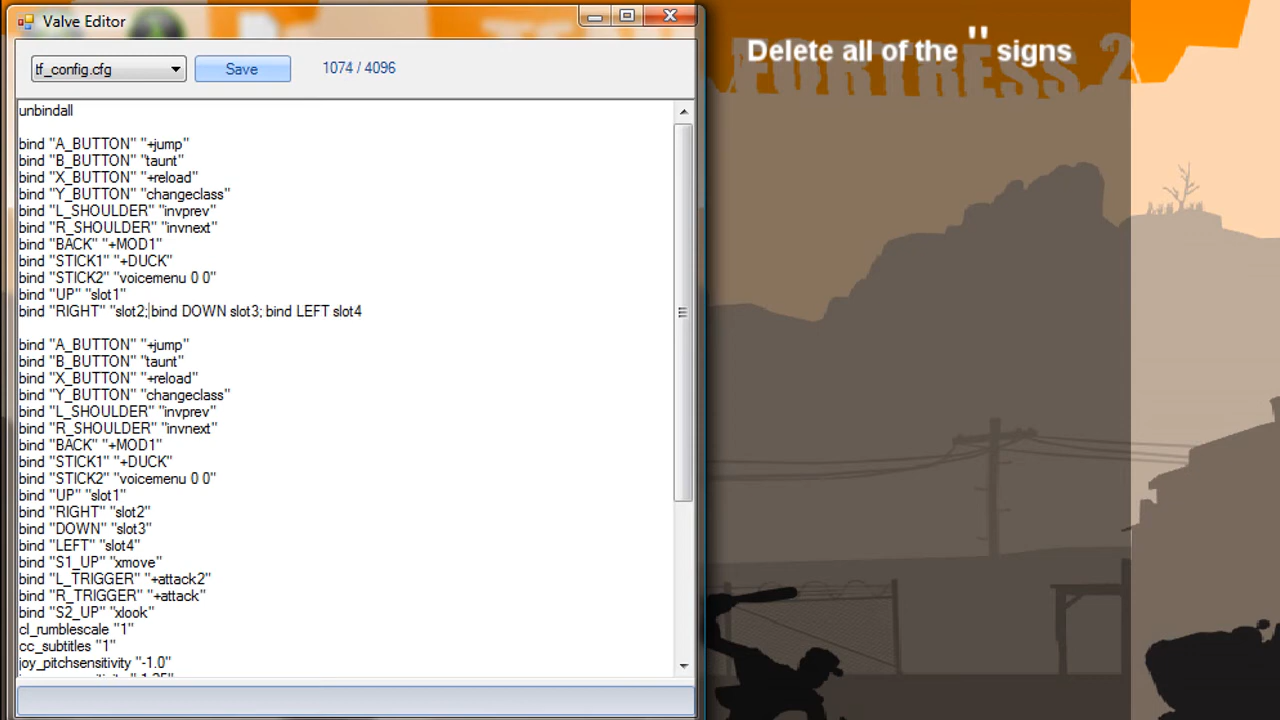 Valve Editor
tf_config.cfg
Save
1074 / 4096
unbindall
bind "A_BUTTON" "+jump"
bind "B_BUTTON" "taunt"
bind "X_BUTTON" "+reload"
bind "Y_BUTTON" "changeclass"
bind "L_SHOULDER" "invprev"
bind "R_SHOULDER" "invnext"
bind "BACK" "+MOD1"
bind "STICK1" "+DUCK"
bind "STICK2" "voicemenu 0 0"
bind "UP" "slot1"
bind "RIGHT" "slot2;bind DOWN slot3; bind LEFT slot4
bind "A_BUTTON" "+jump"
bind "B_BUTTON" "taunt"
bind "X_BUTTON" "+reload"
bind "Y_BUTTON" "changeclass"
bind "L_SHOULDER" "invprev"
bind "R_SHOULDER" "invnext"
bind "BACK" "+MOD1"
bind "STICK1" "+DUCK"
bind "STICK2" "voicemenu 0 0"
bind "UP" "slot1"
bind "RIGHT" "slot2"
bind "DOWN" "slot3"
bind "LEFT" "slot4"
bind "S1_UP" "xmove"
bind "L_TRIGGER" "+attack2"
bind "R_TRIGGER" "+attack"
bind "S2_UP" "xlook"
cl_rumblescale "1"
cc_subtitles "1"
joy_pitchsensitivity "-1.0"
Delete all of the " signs
FORTRESS 2